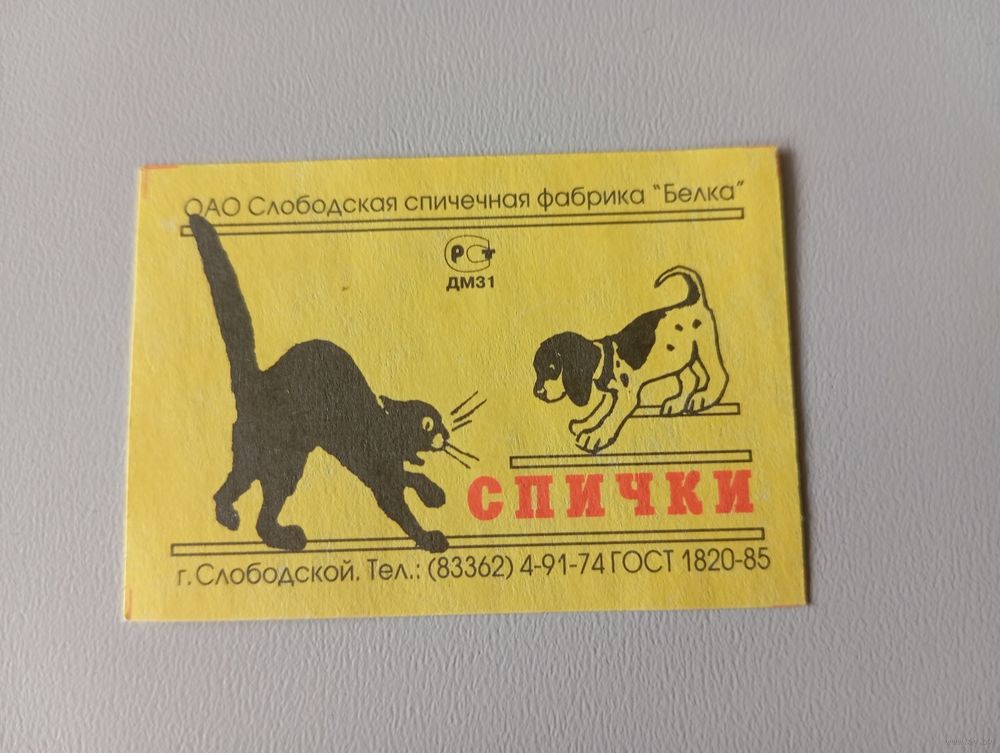 ОАО Слободская спичечная фабрика "Белка"
РСТ
ДМ31
СПИЧКИ
г. Слободской. Тел.: (83362) 4-91-74 ГОСТ 1820-85